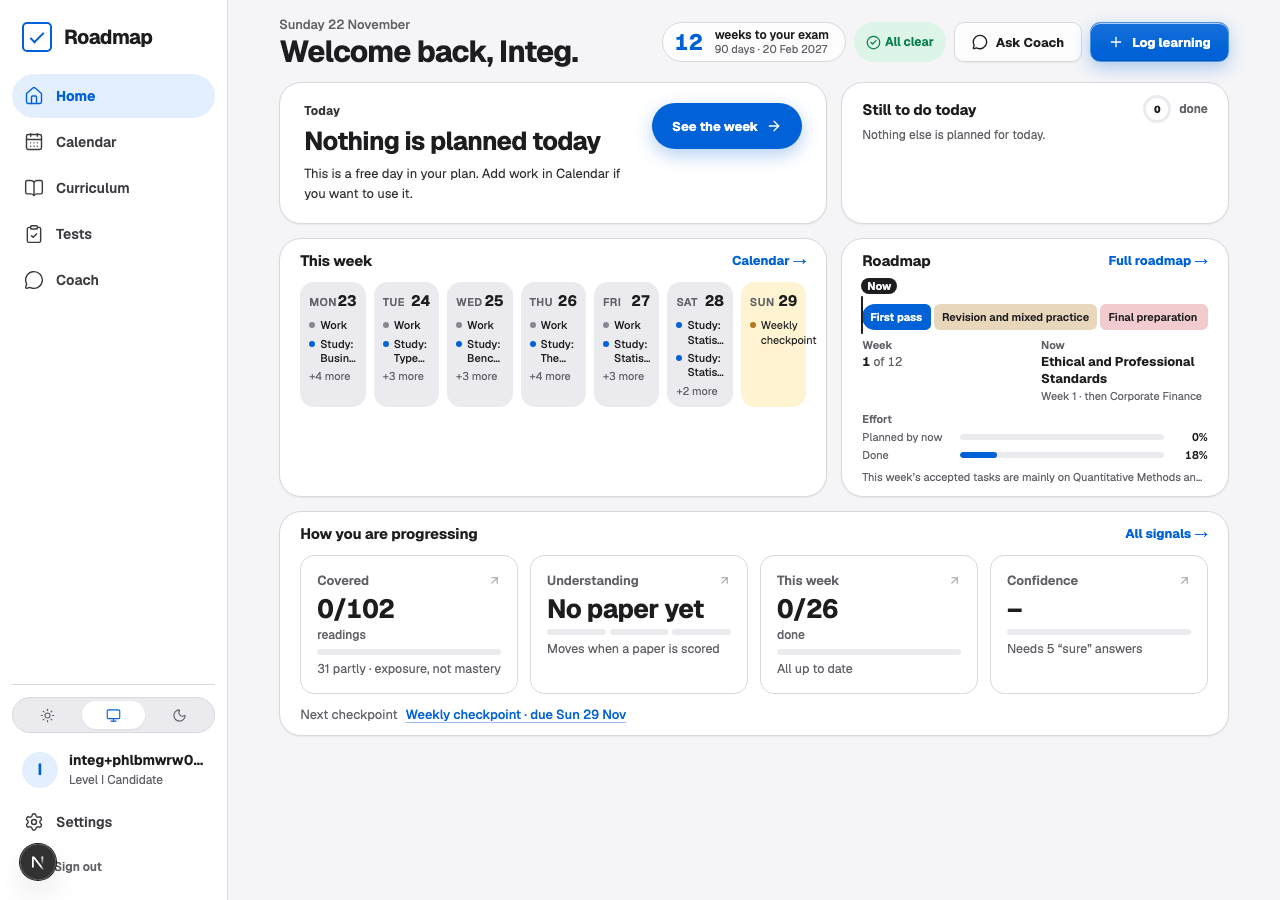 Roadmap
Home
Calendar
Curriculum
Tests
Coach
integ+phlbmwrw0...
I
Level I Candidate
Settings
N
Sign out
Sunday 22 November
Welcome back, Integ.
12
weeks to your exam
90 days · 20 Feb 2027
All clear
Ask Coach
Log learning
Today
Nothing is planned today
This is a free day in your plan. Add work in Calendar if
you want to use it.
See the week
Still to do today
0 done
Nothing else is planned for today.
This week
Calendar →
MON 23
Work
Study:
Busin...
+4 more
TUE 24
Work
Study:
Type...
+3 more
WED 25
Work
Study:
Benc...
+3 more
THU 26
Work
Study:
The...
+4 more
FRI 27
Work
Study:
Statis...
+3 more
SAT 28
Study:
Statis...
Study:
Statis...
+2 more
SUN 29
Weekly
checkpoint
Roadmap
Full roadmap →
Now
First pass
Revision and mixed practice
Final preparation
Week
1 of 12
Now
Ethical and Professional
Standards
Week 1 · then Corporate Finance
Effort
Planned by now 0%
Done 18%
This week’s accepted tasks are mainly on Quantitative Methods an...
How you are progressing
All signals →
Covered
0/102
readings
31 partly · exposure, not mastery
Understanding
No paper yet
Moves when a paper is scored
This week
0/26
done
All up to date
Confidence
–
Needs 5 “sure” answers
Next checkpoint Weekly checkpoint · due Sun 29 Nov